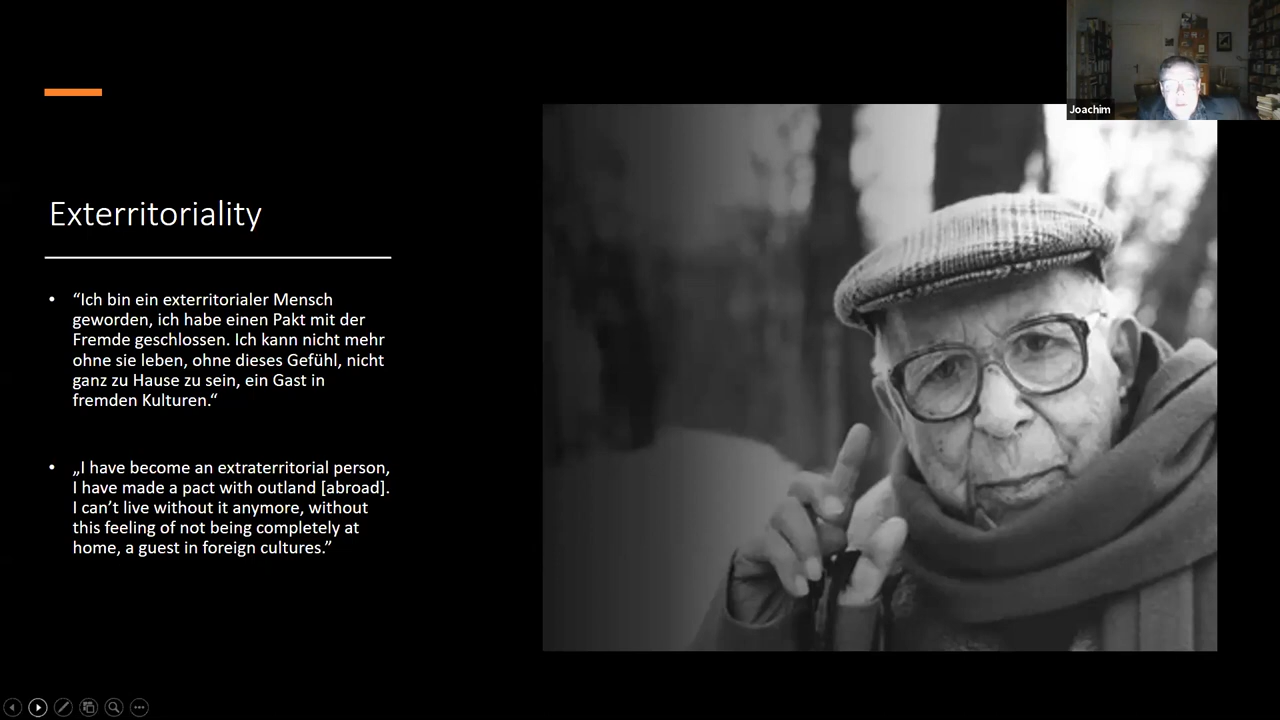 Joachim
Exterritoriality
• “Ich bin ein exterritorialer Mensch
geworden, ich habe einen Pakt mit der
Fremde geschlossen. Ich kann nicht mehr
ohne sie leben, ohne dieses Gefühl, nicht
ganz zu Hause zu sein, ein Gast in
fremden Kulturen.“
• „I have become an extraterritorial person,
I have made a pact with outland [abroad].
I can’t live without it anymore, without
this feeling of not being completely at
home, a guest in foreign cultures.”